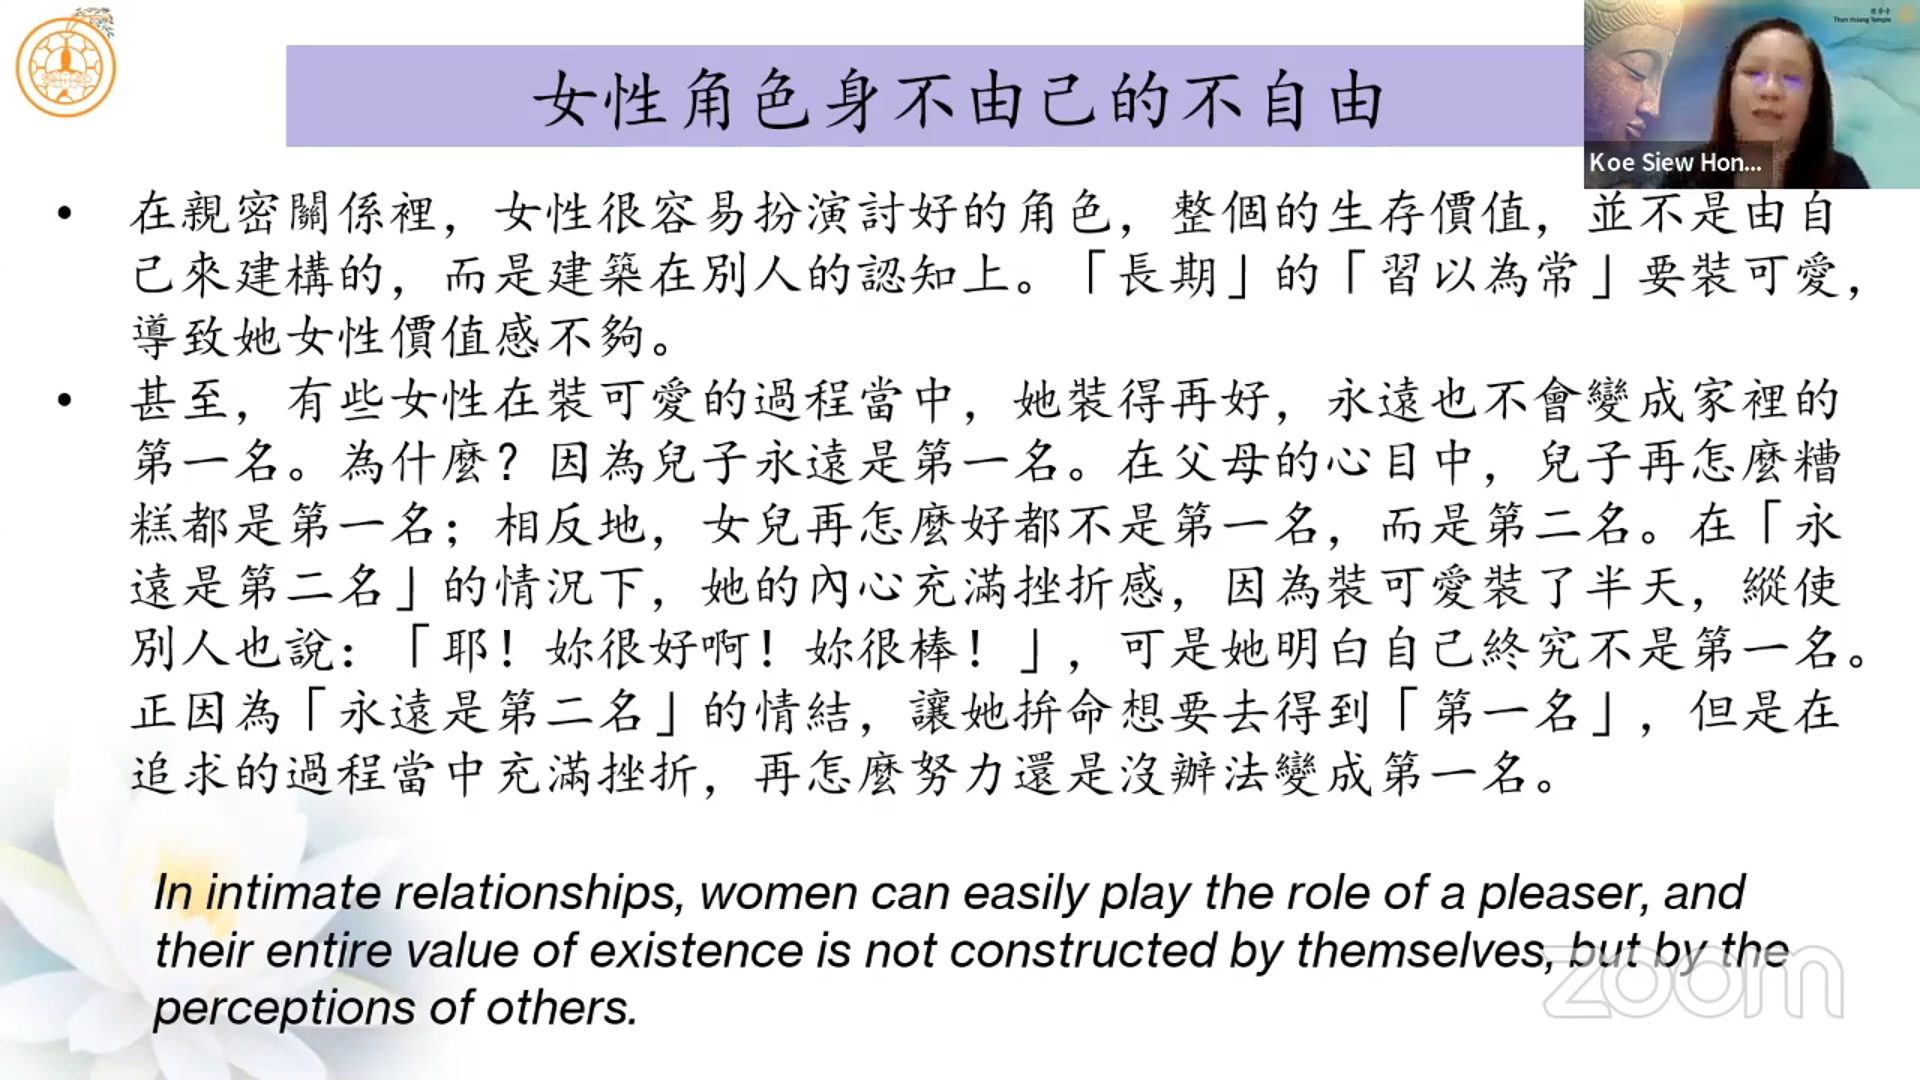 女性角色身不由己的不自由
Than Hsiang Temple
Koe Siew Hon...
• 在親密關係裡，女性很容易扮演討好的角色，整個的生存價值，並不是由自
己來建構的，而是建築在別人的認知上。「長期」的「習以為常」要裝可愛，
導致她女性價值感不夠。
• 甚至，有些女性在裝可愛的過程當中，她裝得再好，永遠也不會變成家裡的
第一名。為什麼？因為兒子永遠是第一名。在父母的心目中，兒子再怎麼糟
糕都是第一名；相反地，女兒再怎麼好都不是第一名，而是第二名。在「永
遠是第二名」的情況下，她的內心充滿挫折感，因為裝可愛裝了半天，縱使
別人也說：「耶！妳很好啊！妳很棒！」，可是她明白自己終究不是第一名。
正因為「永遠是第二名」的情結，讓她拚命想要去得到「第一名」，但是在
追求的過程當中充滿挫折，再怎麼努力還是沒辦法變成第一名。
In intimate relationships, women can easily play the role of a pleaser, and
their entire value of existence is not constructed by themselves, but by the
perceptions of others.
zoom